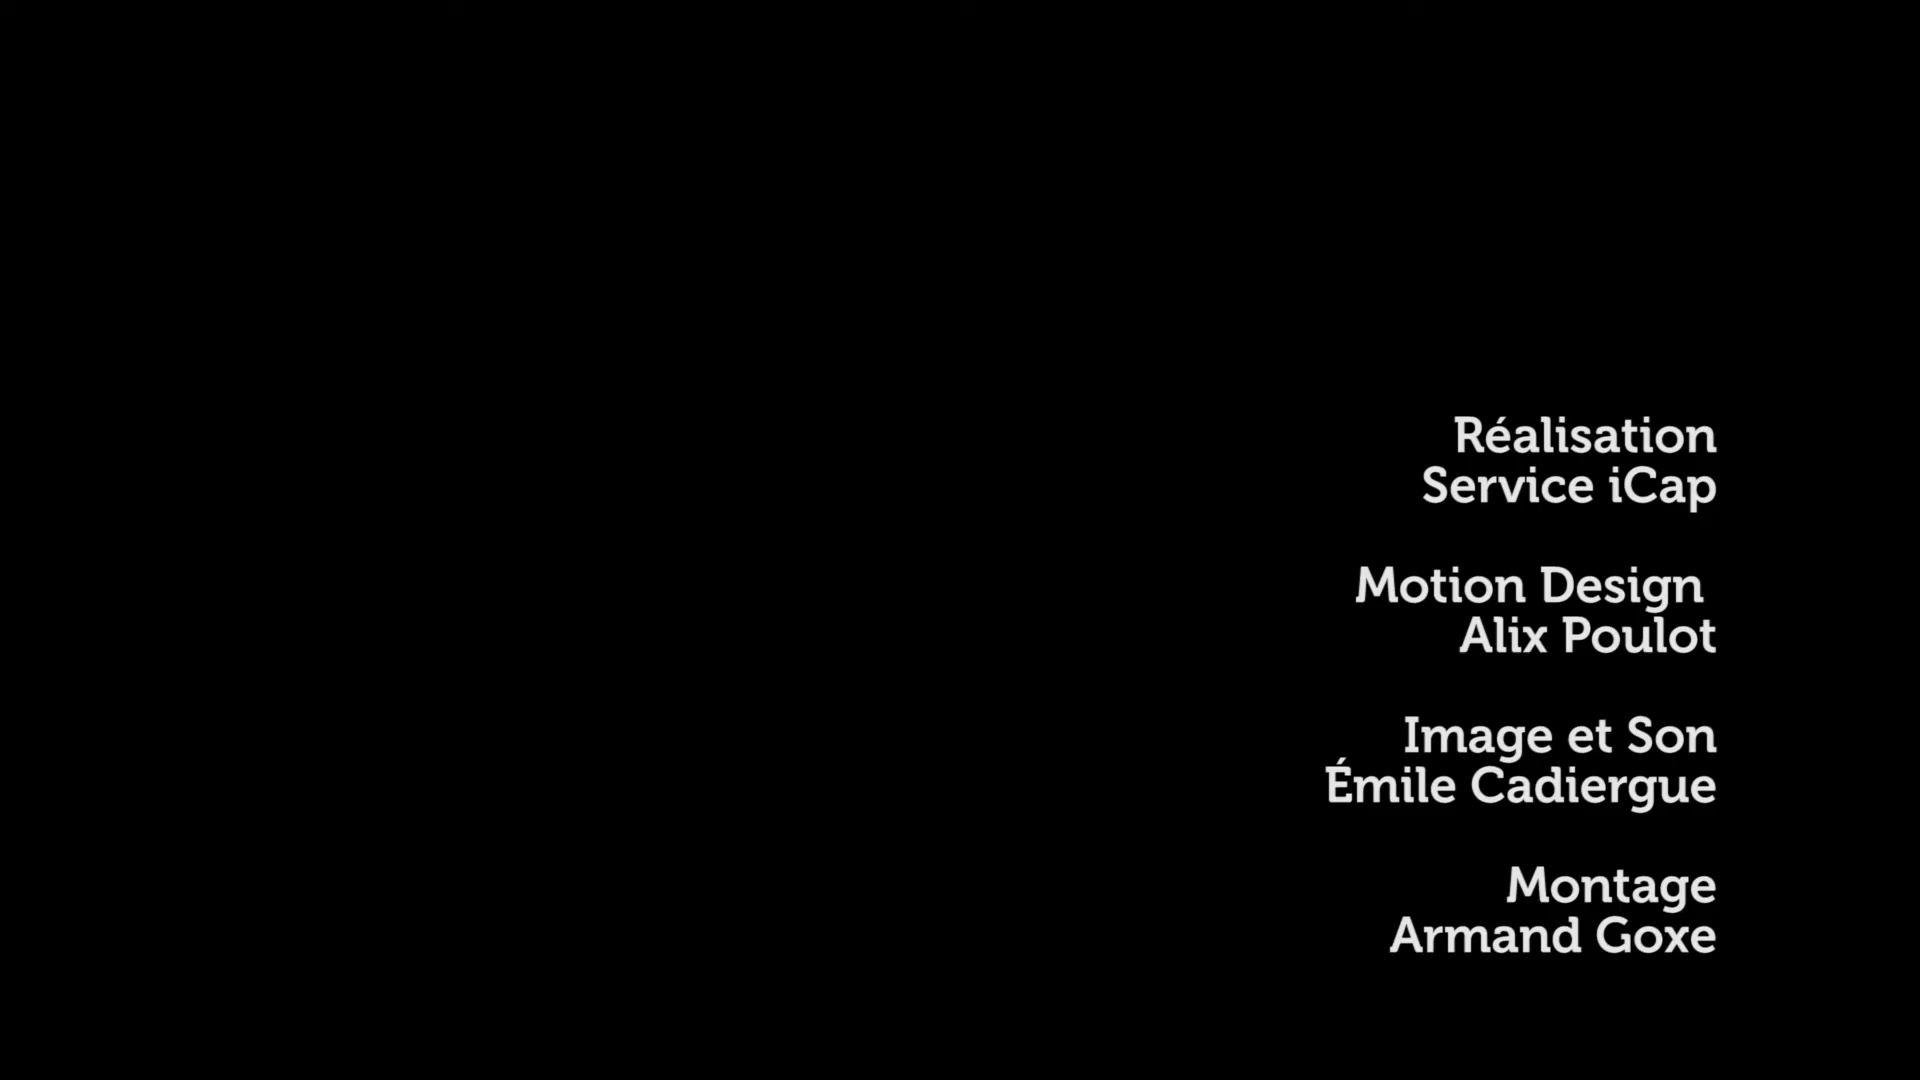 Réalisation
Service iCap
Motion Design
Alix Poulot
Image et Son
Émile Cadiergue
Montage
Armand Goxe